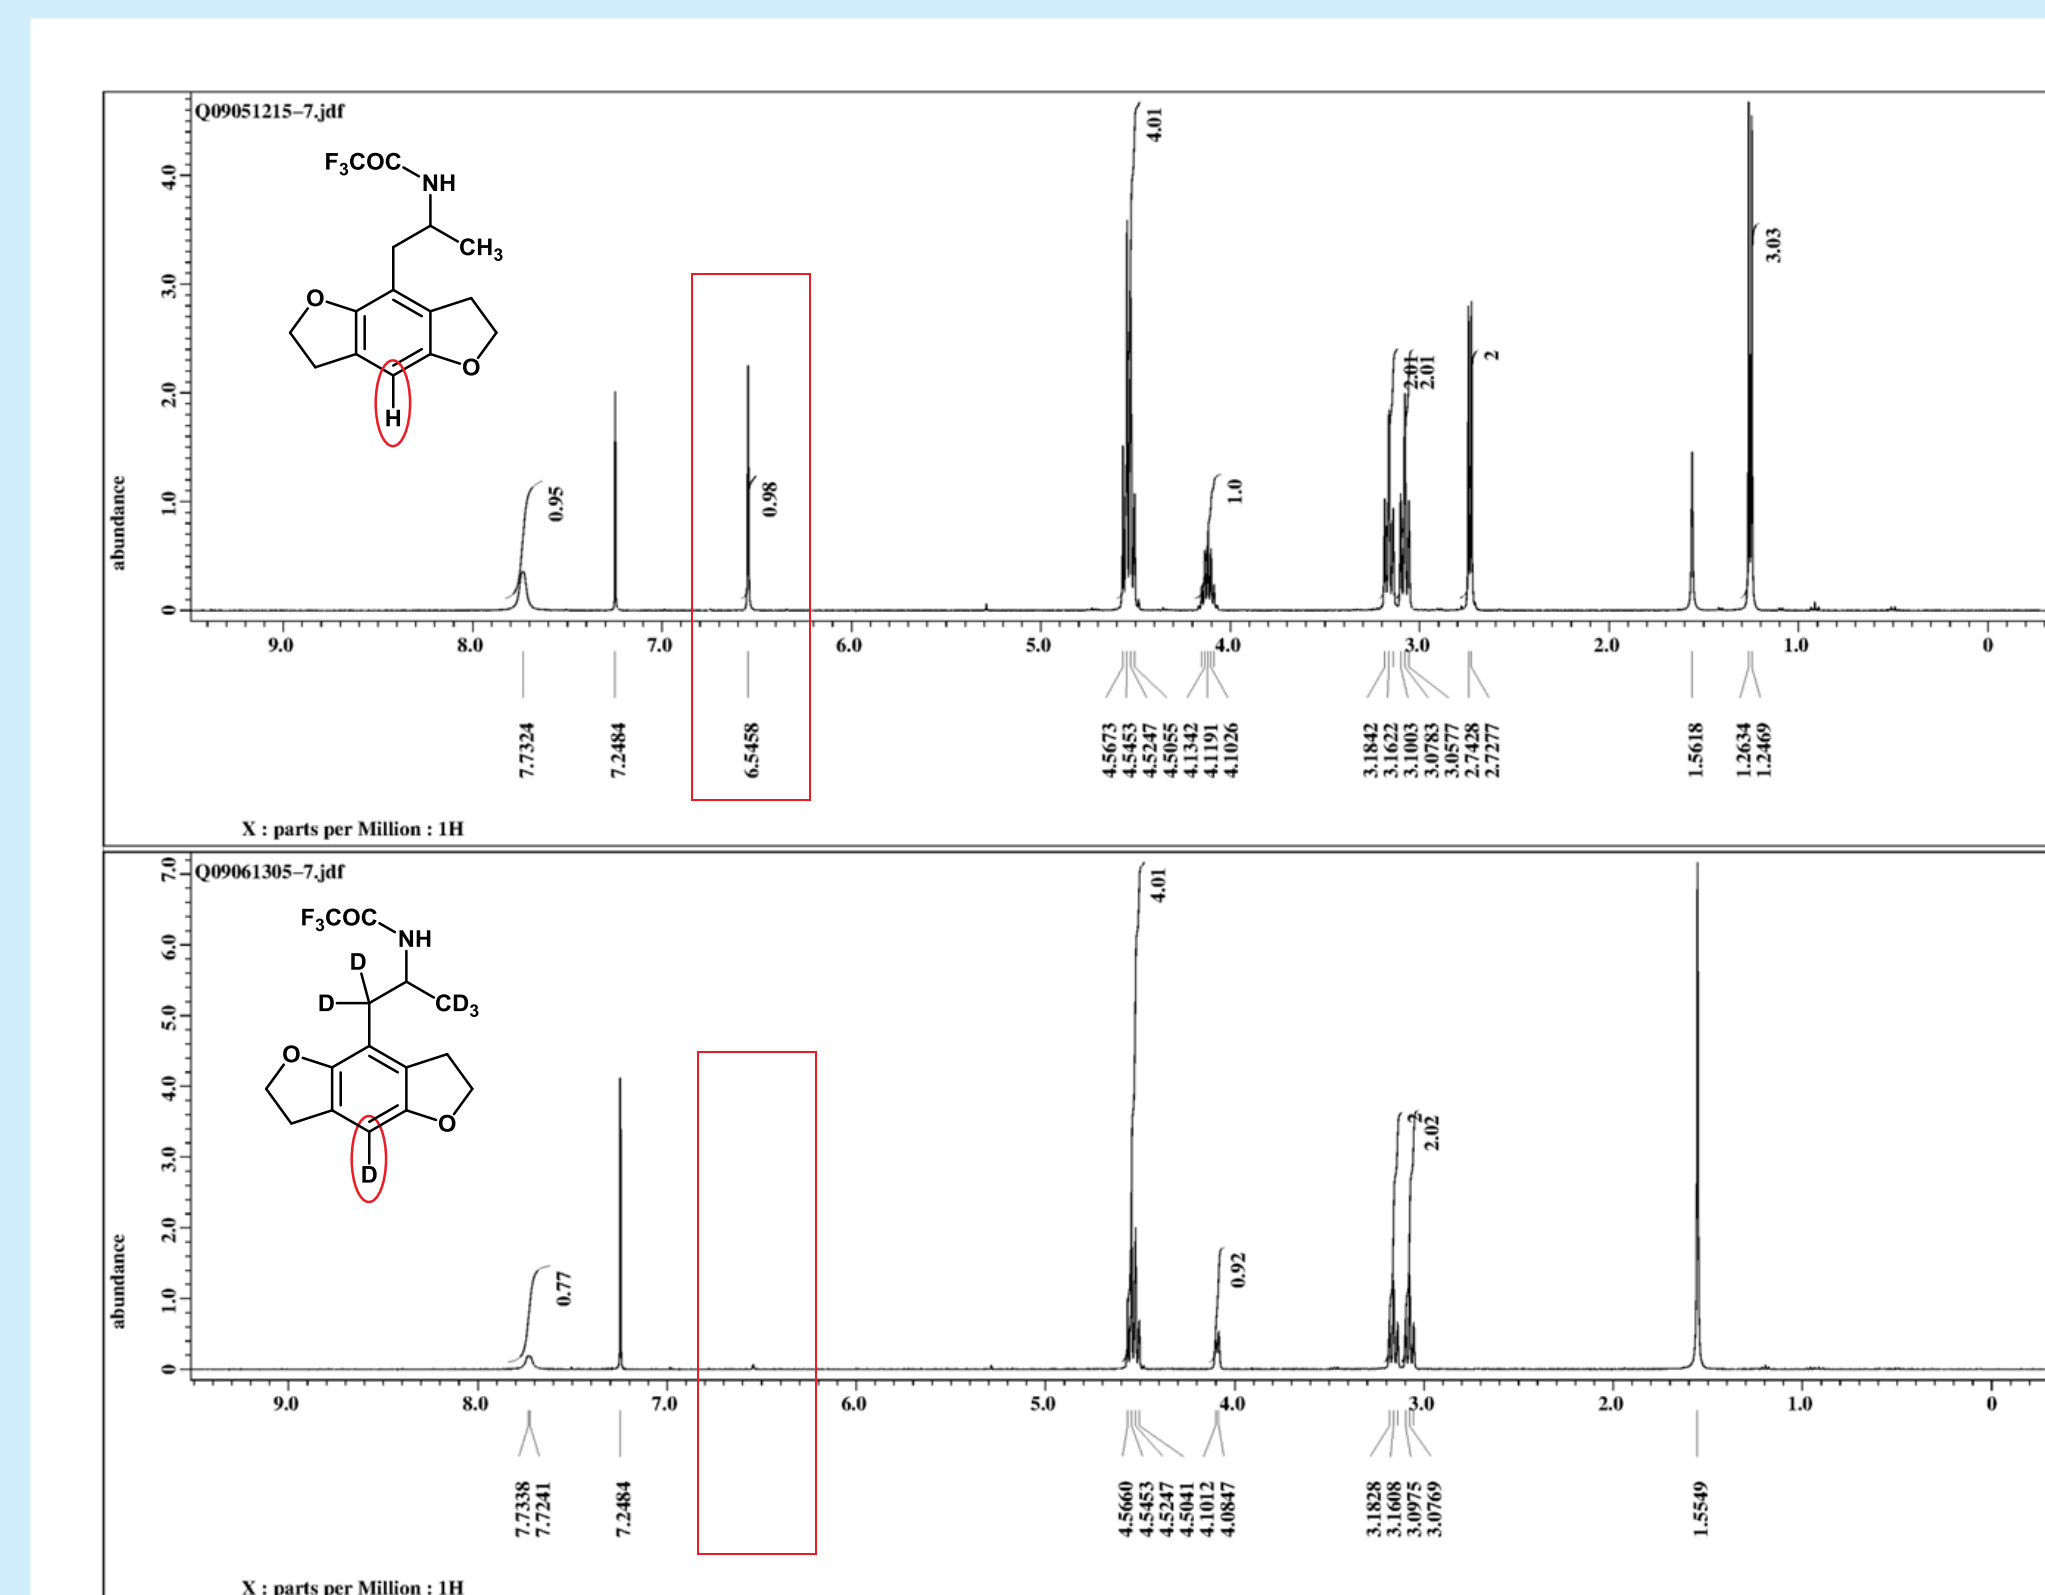 Q09051215–7.jdf
F3COC
NH
CH3
O
O
H
abundance
4.0
3.0
2.0
1.0
0
0.95
0.98
4.01
1.0
2.01
2.01
2
3.03
9.0 8.0 7.0 6.0 5.0 4.0 3.0 2.0 1.0 0
7.7324
7.2484
6.5458
4.5673
4.5453
4.5247
4.5055
4.1342
4.1191
4.1026
3.1842
3.1622
3.1003
3.0783
3.0577
2.7428
2.7277
1.5618
1.2634
1.2469
X : parts per Million : 1H
Q09061305–7.jdf
F3COC
NH
D
D
CD3
O
O
D
abundance
7.0
6.0
5.0
4.0
3.0
2.0
1.0
0
0.77
4.01
0.92
2
2.02
9.0 8.0 7.0 6.0 5.0 4.0 3.0 2.0 1.0 0
7.7338
7.7241
7.2484
4.5660
4.5453
4.5247
4.5041
4.1012
4.0847
3.1828
3.1608
3.0975
3.0769
1.5549
X : parts per Million : 1H